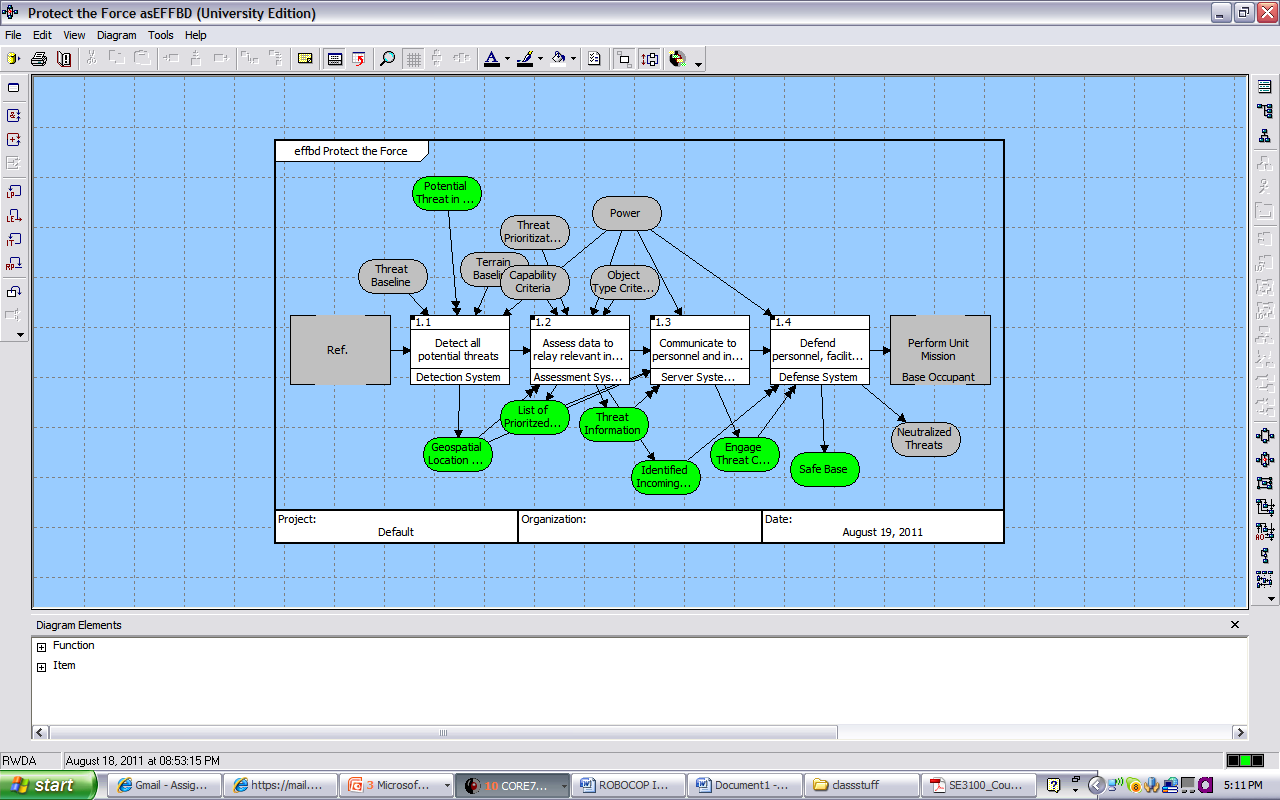 Protect the Force asEFFBD (University Edition)
File Edit View Diagram Tools Help
effbd Protect the Force
Potential
Threat in ...
Power
Threat
Prioritizat...
Threat
Baseline
Terrain
Baselin
Capability
Criteria
Object
Type Crite...
Ref.
1.1
Detect all
potential threats
Detection System
1.2
Assess data to
relay relevant in...
Assessment Sys...
1.3
Communicate to
personnel and in...
Server Syste...
1.4
Defend
personnel, facilit...
Defense System
Perform Unit
Mission
Base Occupant
List of
Prioritzed...
Threat
Information
Geospatial
Location ...
Identified
Incoming...
Engage
Threat C...
Safe Base
Neutralized
Threats
Project:
Default
Organization:
Date:
August 19, 2011
Diagram Elements
Function
Item
RWDA August 18, 2011 at 08:53:15 PM
start Gmail - Assig... https://mail.... 3 Microsof... 10 CORE7... ROBOCOP I... Document1 -... classstuff SE3100_Cou... 5:11 PM